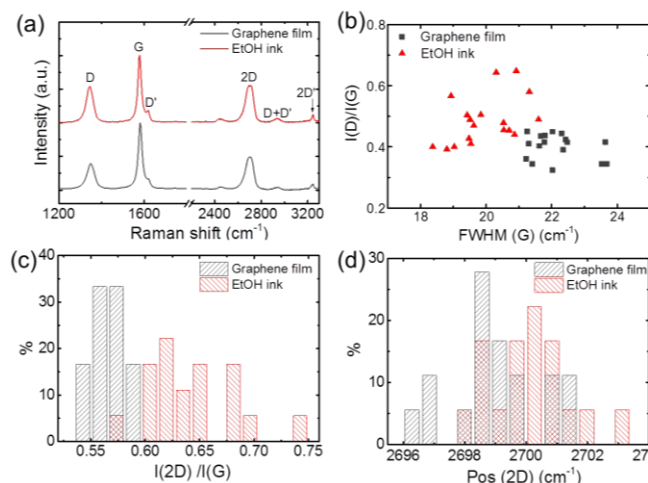 (a)
Graphene film
EtOH ink
D
G
D'
2D
D+D'
2D'
Intensity (a.u.)
1200 1600 2400 2800 3200
Raman shift (cm⁻¹)
(b)
Graphene film
EtOH ink
I(D)/I(G)
0.8
0.6
0.4
0.2
18 20 22 24
FWHM (G) (cm⁻¹)
(c)
Graphene film
EtOH ink
%
40
30
20
10
0
0.55 0.60 0.65 0.70 0.75
I(2D) /I(G)
(d)
Graphene film
EtOH ink
%
30
20
10
0
2696 2698 2700 2702
Pos (2D) (cm⁻¹)